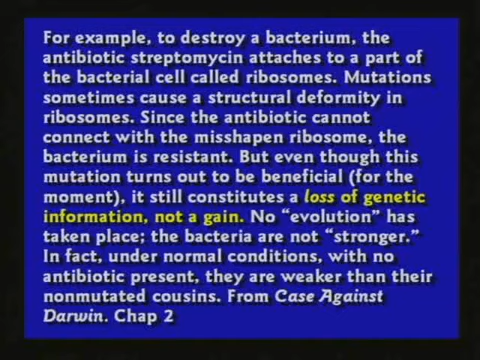 For example, to destroy a bacterium, the
antibiotic streptomycin attaches to a part of
the bacterial cell called ribosomes. Mutations
sometimes cause a structural deformity in
ribosomes. Since the antibiotic cannot
connect with the misshapen ribosome, the
bacterium is resistant. But even though this
mutation turns out to be beneficial (for the
moment), it still constitutes a loss of genetic
information, not a gain. No “evolution” has
taken place; the bacteria are not “stronger.”
In fact, under normal conditions, with no
antibiotic present, they are weaker than their
nonmutated cousins. From Case Against
Darwin. Chap 2